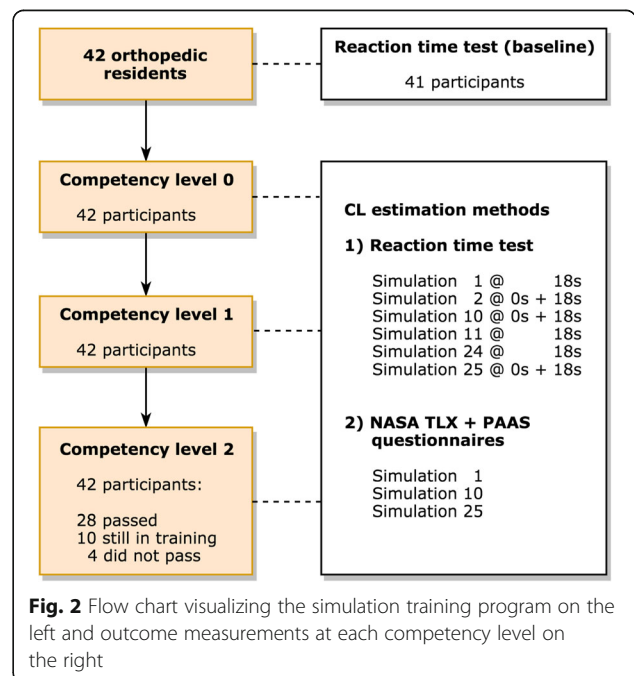 42 orthopedic
residents
Reaction time test (baseline)
41 participants
Competency level 0
42 participants
Competency level 1
42 participants
Competency level 2
42 participants:
28 passed
10 still in training
4 did not pass
CL estimation methods
1) Reaction time test
Simulation 1 @ 18s
Simulation 2 @ 0s + 18s
Simulation 10 @ 0s + 18s
Simulation 11 @ 18s
Simulation 24 @ 18s
Simulation 25 @ 0s + 18s
2) NASA TLX + PAAS
questionnaires
Simulation 1
Simulation 10
Simulation 25
Fig. 2 Flow chart visualizing the simulation training program on the
left and outcome measurements at each competency level on
the right